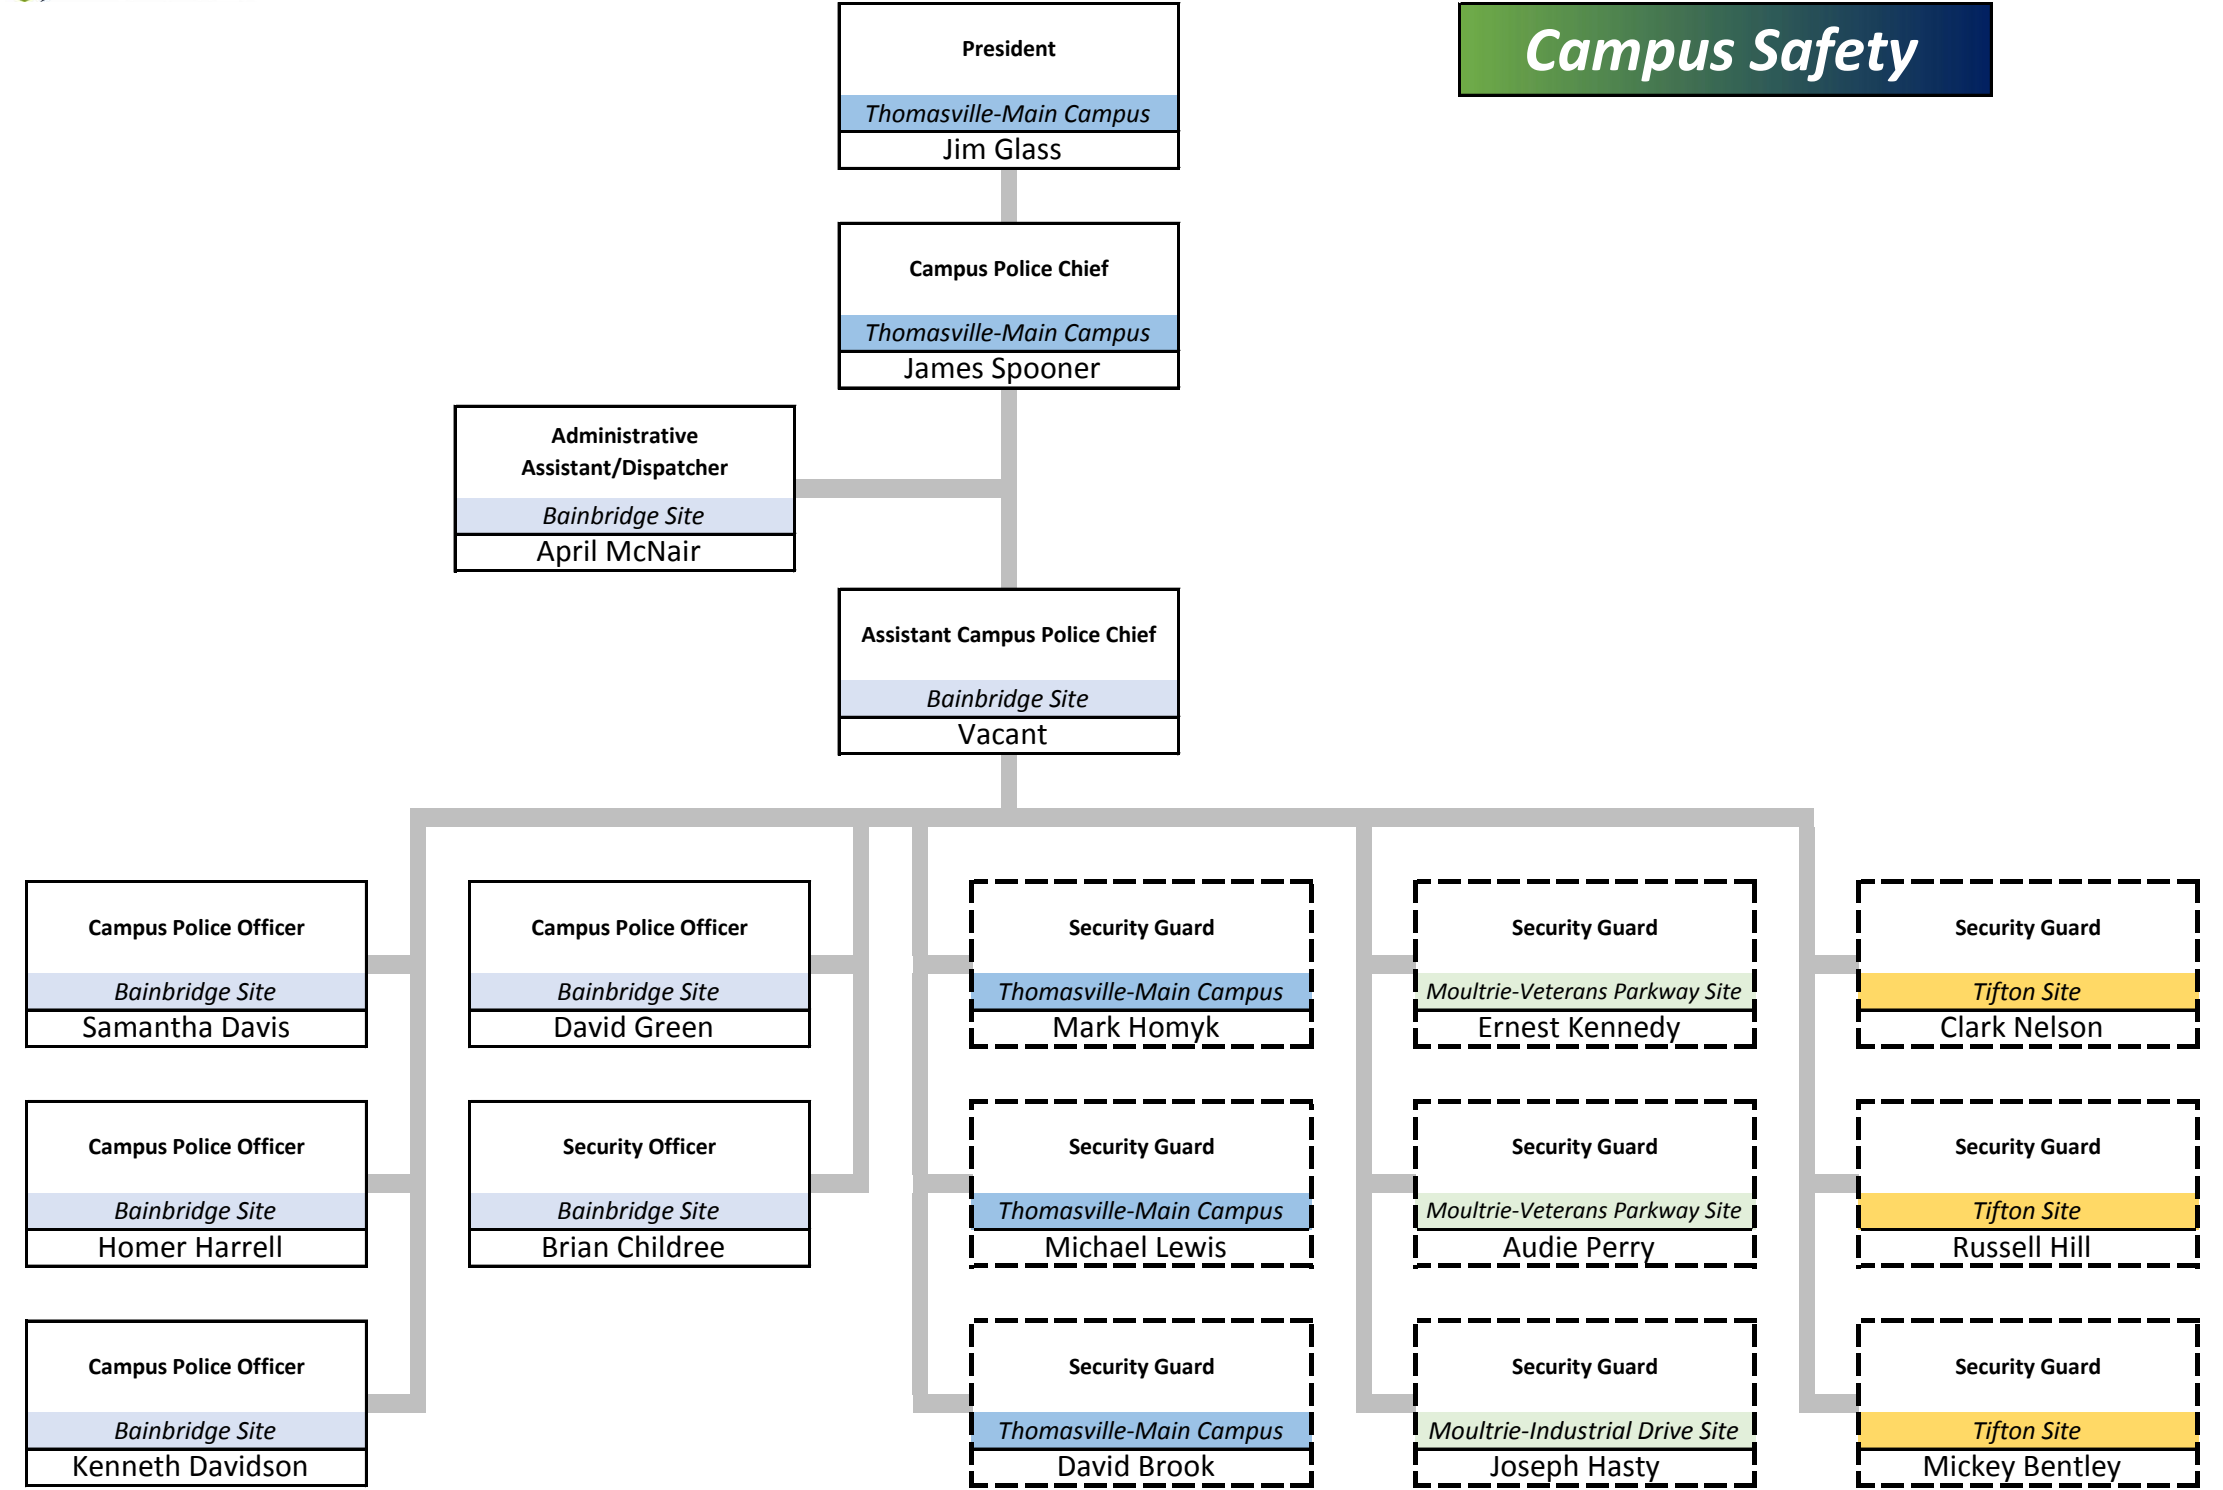 President
Campus Safety
Thomasville-Main Campus
Jim Glass
Campus Police Chief
Thomasville-Main Campus
James Spooner
Administrative
Assistant/Dispatcher
Bainbridge Site
April McNair
Assistant Campus Police Chief
Bainbridge Site
Vacant
Campus Police Officer
Bainbridge Site
Samantha Davis
Campus Police Officer
Bainbridge Site
David Green
Security Guard
Thomasville-Main Campus
Mark Homyk
Security Guard
Moultrie-Veterans Parkway Site
Ernest Kennedy
Security Guard
Tifton Site
Clark Nelson
Campus Police Officer
Bainbridge Site
Homer Harrell
Security Officer
Bainbridge Site
Brian Childree
Security Guard
Thomasville-Main Campus
Michael Lewis
Security Guard
Moultrie-Veterans Parkway Site
Audie Perry
Security Guard
Tifton Site
Russell Hill
Campus Police Officer
Bainbridge Site
Kenneth Davidson
Security Guard
Thomasville-Main Campus
David Brook
Security Guard
Moultrie-Industrial Drive Site
Joseph Hasty
Security Guard
Tifton Site
Mickey Bentley